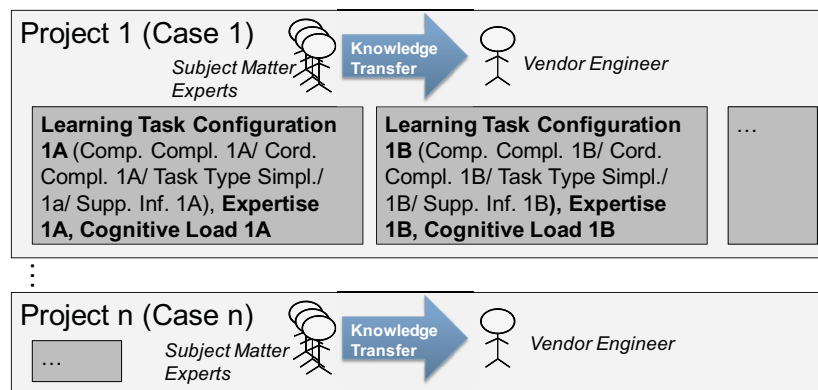 Project 1 (Case 1)
Subject Matter
Experts
Knowledge
Transfer
Vendor Engineer
Learning Task Configuration
1A (Comp. Compl. 1A/ Cord.
Compl. 1A/ Task Type Simpl./
1a/ Supp. Inf. 1A), Expertise
1A, Cognitive Load 1A
Learning Task Configuration
1B (Comp. Compl. 1B/ Cord.
Compl. 1B/ Task Type Simpl./
1B/ Supp. Inf. 1B), Expertise
1B, Cognitive Load 1B
...
⋮
Project n (Case n)
...
Subject Matter
Experts
Knowledge
Transfer
Vendor Engineer